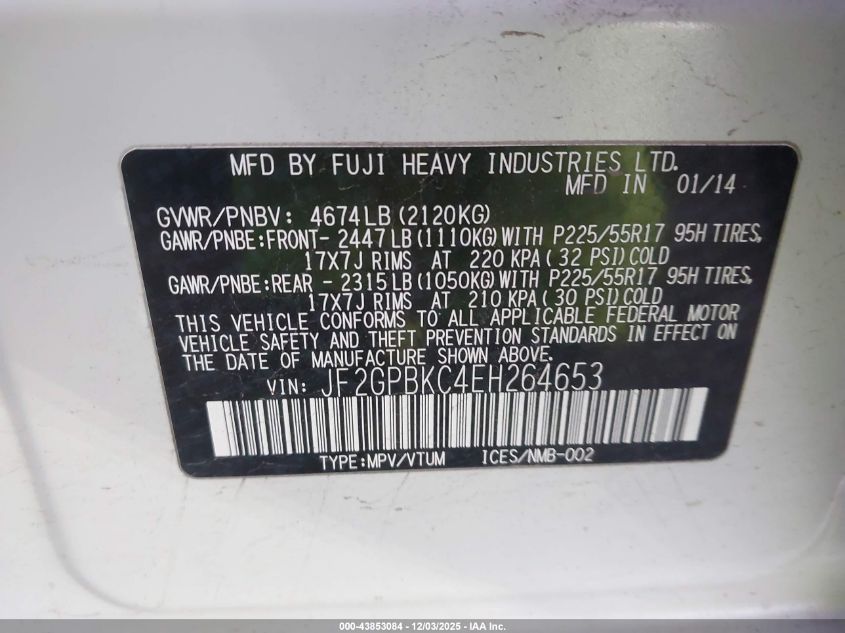 MFD BY FUJI HEAVY INDUSTRIES LTD.
MFD IN 01/14
GVWR/PNBV: 4674LB(2120KG)
GAWR/PNBE:FRONT- 2447LB(1110KG)WITH P225/55R17 95H TIRES,
17X7J RIMS AT 220 KPA(32 PSI)COLD
GAWR/PNBE:REAR - 2315LB(1050KG)WITH P225/55R17 95H TIRES,
17X7J RIMS AT 210 KPA(30 PSI)COLD
THIS VEHICLE CONFORMS TO ALL APPLICABLE FEDERAL MOTOR
VEHICLE SAFETY AND THEFT PREVENTION STANDARDS IN EFFECT ON
THE DATE OF MANUFACTURE SHOWN ABOVE.
VIN: JF2GPBKC4EH264653
TYPE:MPV/VTUM ICES/NMB-002
000-43853084 - 12/03/2025 - IAA Inc.